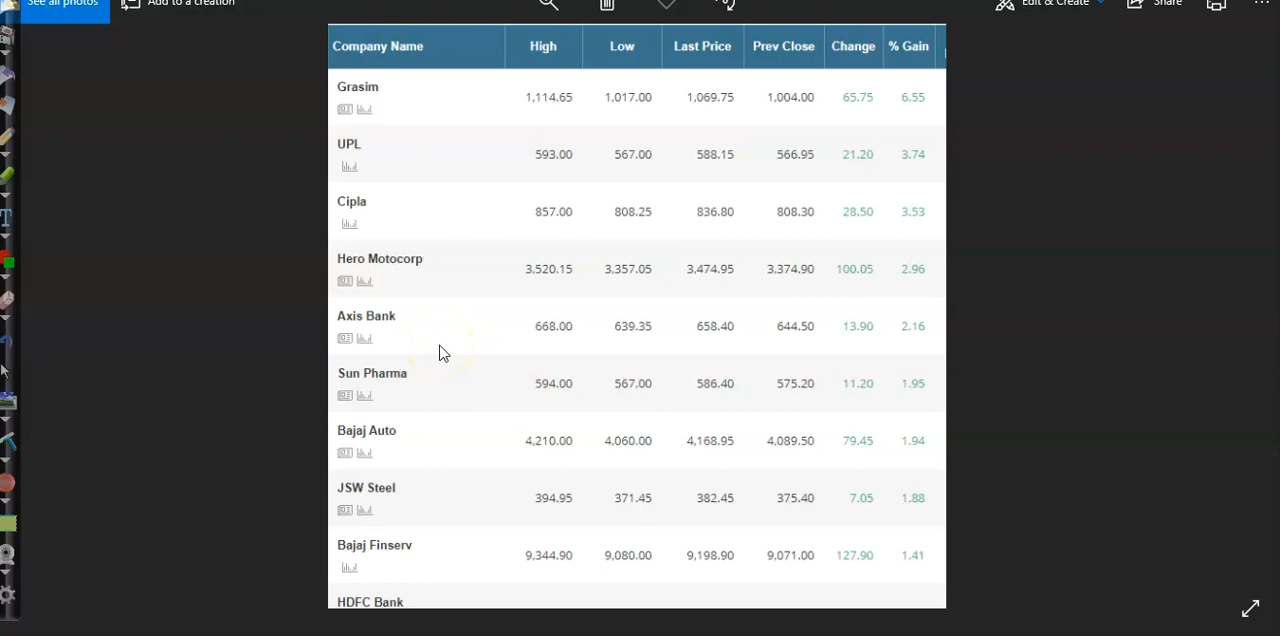 See all photos Add to a creation Edit & Create Share
Company Name High Low Last Price Prev Close Change % Gain
Grasim
1,114.65 1,017.00 1,069.75 1,004.00 65.75 6.55
UPL
593.00 567.00 588.15 566.95 21.20 3.74
Cipla
857.00 808.25 836.80 808.30 28.50 3.53
Hero Motocorp
3,520.15 3,357.05 3,474.95 3,374.90 100.05 2.96
Axis Bank
668.00 639.35 658.40 644.50 13.90 2.16
Sun Pharma
594.00 567.00 586.40 575.20 11.20 1.95
Bajaj Auto
4,210.00 4,060.00 4,168.95 4,089.50 79.45 1.94
JSW Steel
394.95 371.45 382.45 375.40 7.05 1.88
Bajaj Finserv
9,344.90 9,080.00 9,198.90 9,071.00 127.90 1.41
HDFC Bank